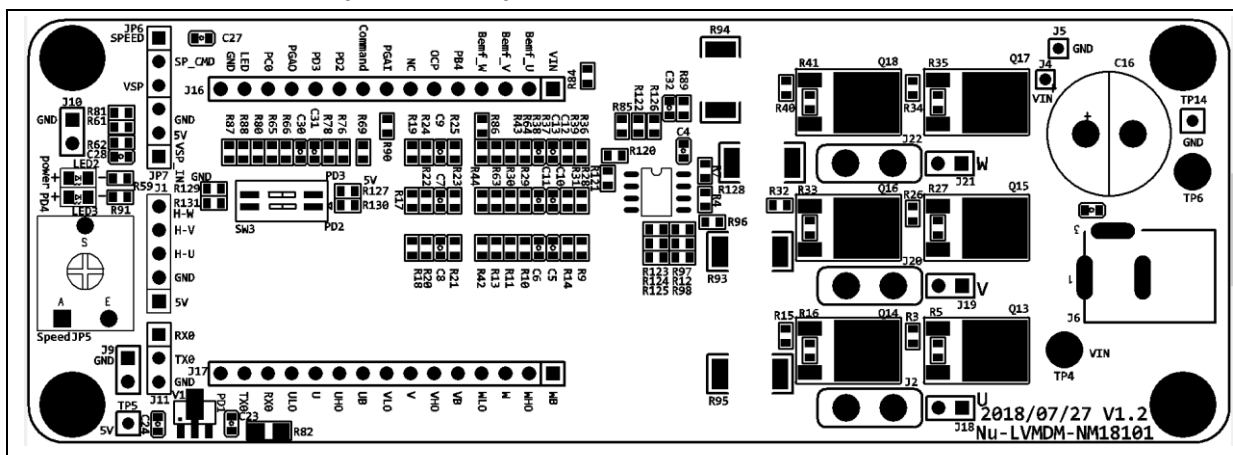 JP6
SPEED
C27
SP_CMD
VSP
GND
5V
VSP_IN
JP7
J10
GND
R81
R61
R62
C28
Power
LED2
R59
PD4
LED3
R91
J1
H-W
H-V
H-U
GND
5V
S
A
E
SpeedJP5
RX0
J9
GND
TX0
GND
J11
TP5
5V
C24
V1
PD1
C23
R82
J16
GND
LED
PC0
PGAO
PD3
PD2
Command
PGAI
NC
OCP
PB4
Bemf_W
Bemf_V
Bemf_U
VIN
R84
R87
R88
R80
R65
R66
C30
C31
R78
R76
R69
R90
R19
R24
C9
R25
R86
R43
R64
R38
R37
C13
C12
R39
R36
GND
R129
R131
SW3
PD3
5V
R127
R130
PD2
R17
R22
C7
R23
R44
R63
R30
R29
C11
C10
R31
R28
R18
R20
C8
R21
R42
R13
R11
R10
C6
C5
R14
R9
J17
TX0
RX0
ULO
U
UHO
UB
VLO
V
VHO
VB
WLO
W
WHO
WB
R85
R122
R126
C32
R89
C4
R120
R121
R7
R4
R96
R123
R97
R124
R12
R125
R98
R94
R128
R93
R95
R41
Q18
R40
R35
Q17
R34
J22
J21
W
R32
R33
Q16
R27
Q15
R26
J20
J19
V
R15
R16
Q14
R3
R5
Q13
J2
J18
U
J5
GND
J4
VIN
C16
+
TP14
GND
TP6
3
1
J6
VIN
TP4
2018/07/27 V1.2
Nu-LVMDM-NM18101